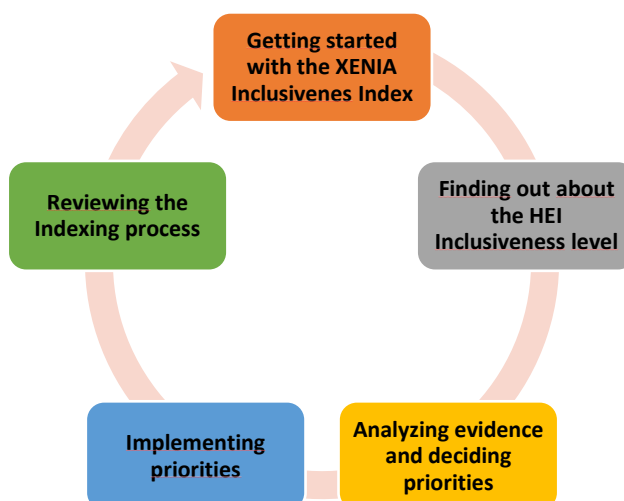 Getting started
with the XENIA
Inclusivenes Index
Finding out about
the HEI
Inclusiveness level
Analyzing evidence
and deciding
priorities
Implementing
priorities
Reviewing the
Indexing process